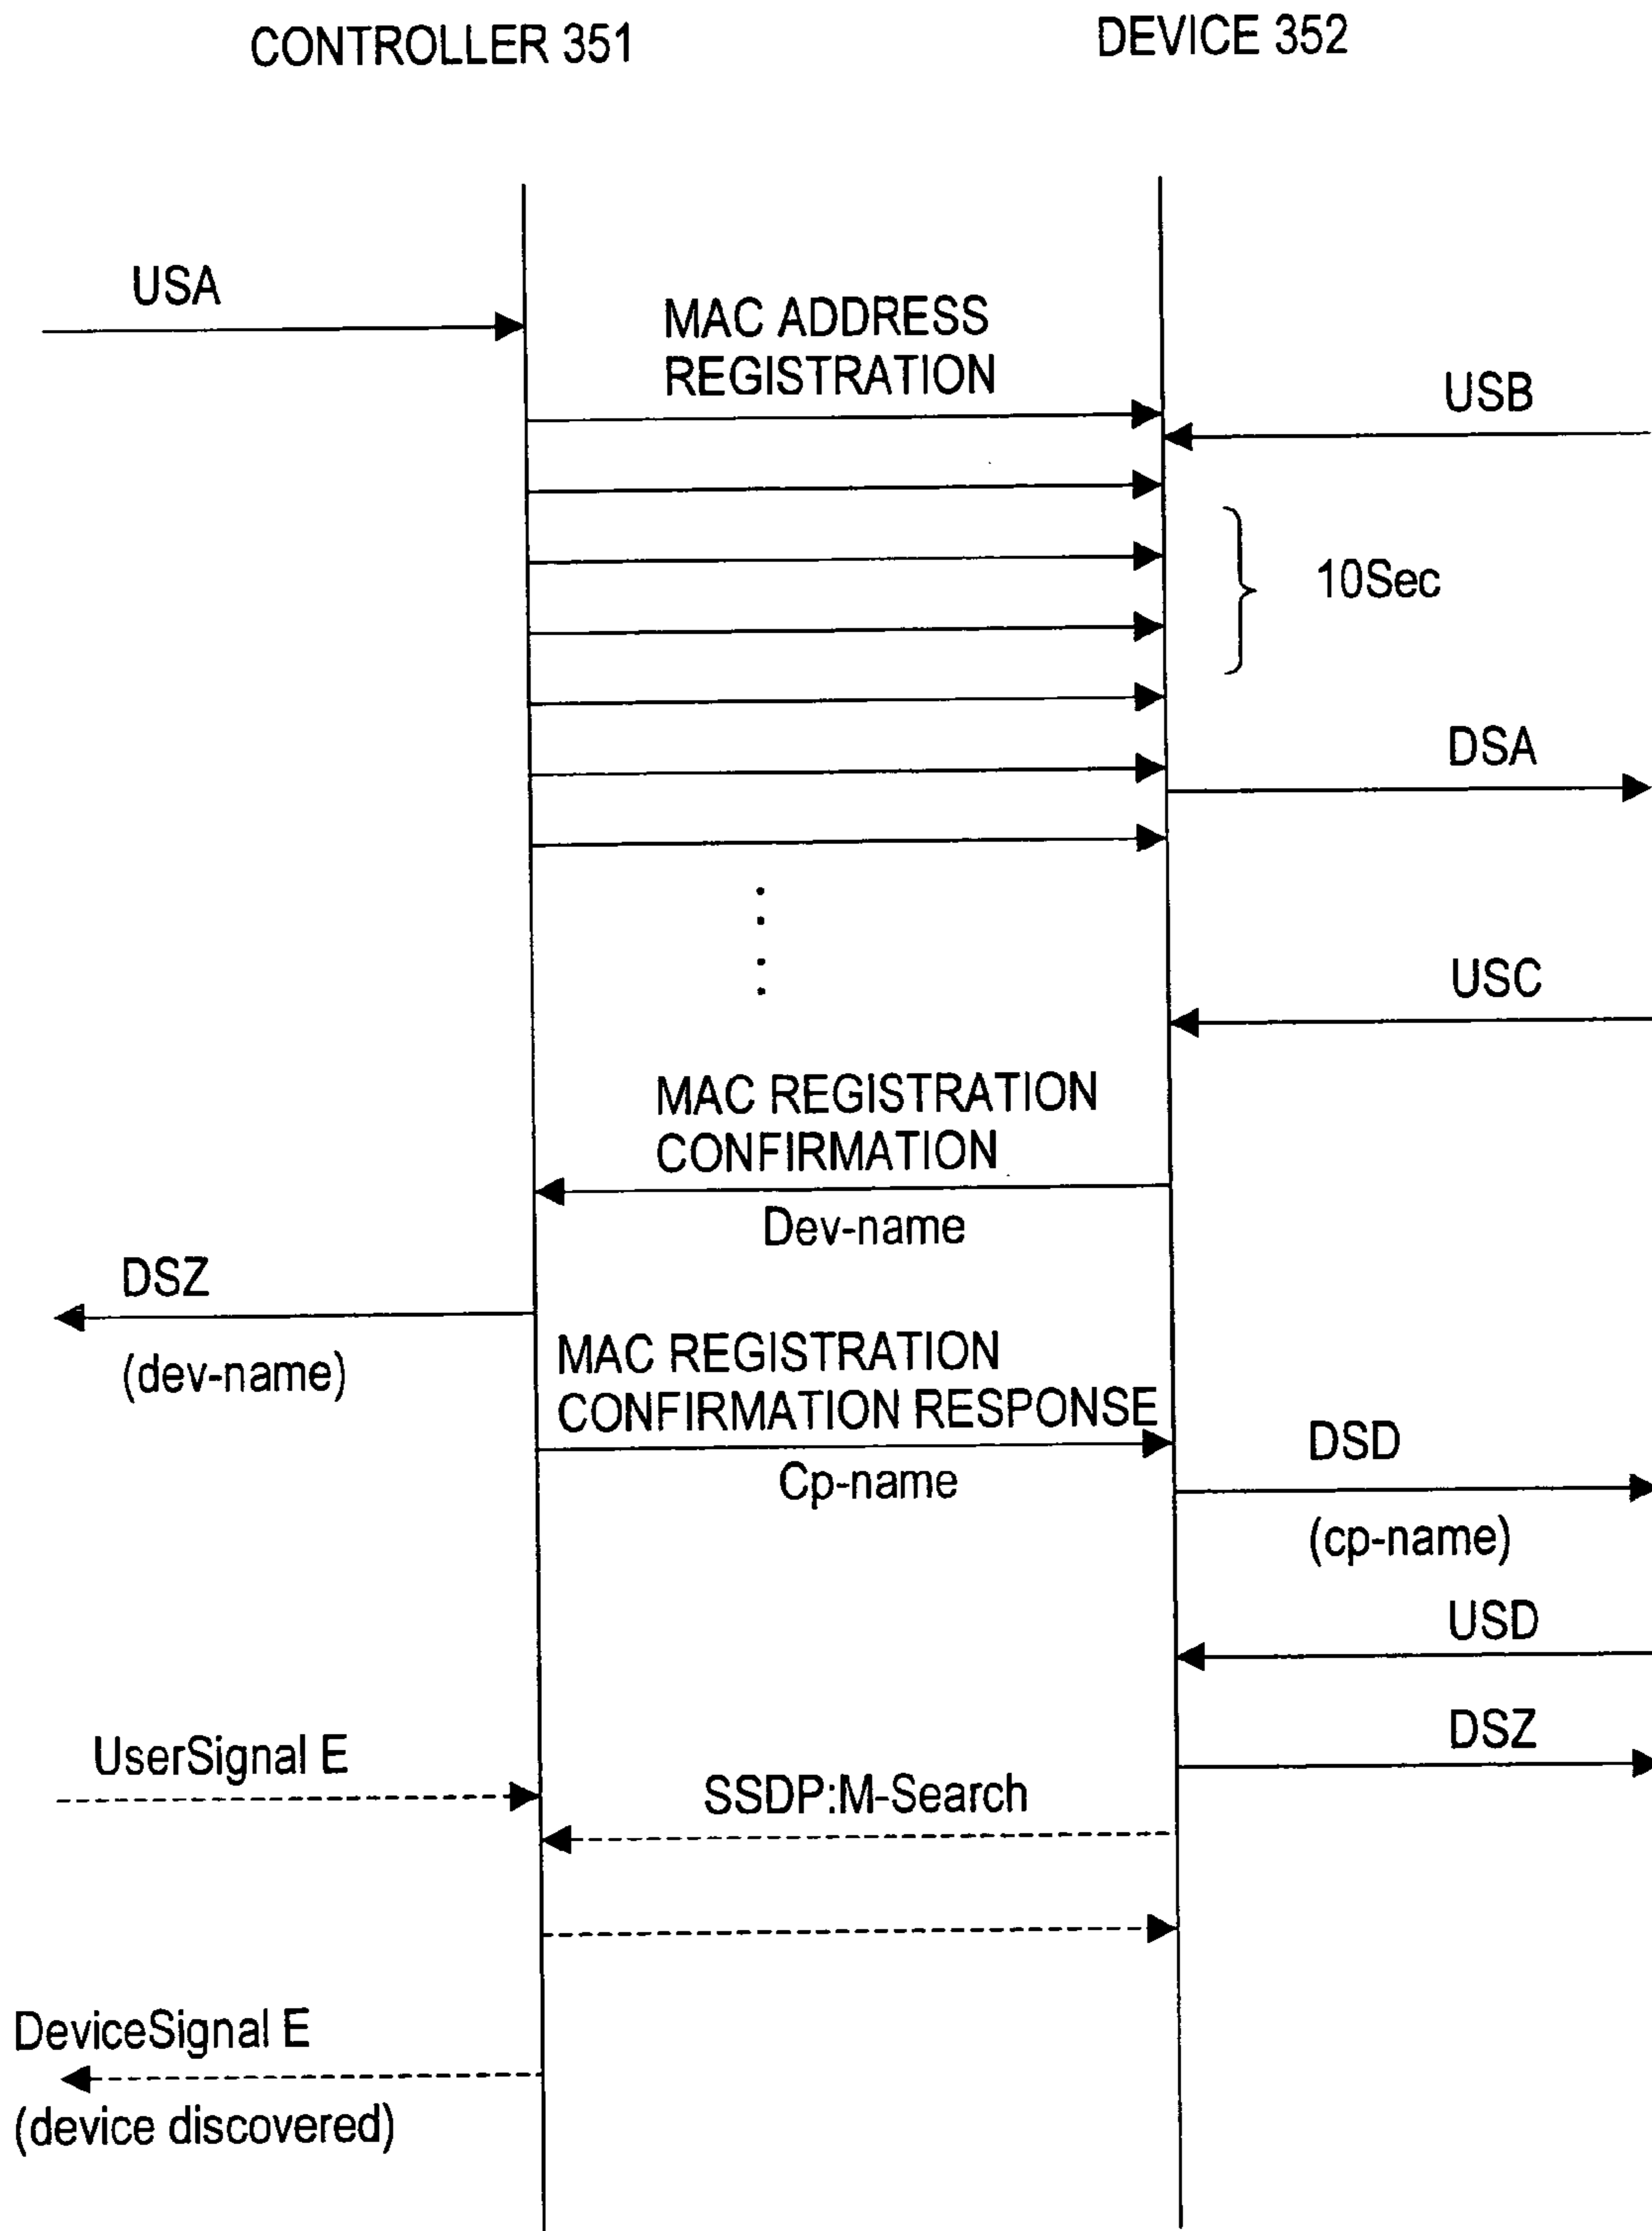 CONTROLLER 351
DEVICE 352
USA
MAC ADDRESS
REGISTRATION
USB
10Sec
DSA
USC
MAC REGISTRATION
CONFIRMATION
Dev-name
DSZ
(dev-name)
MAC REGISTRATION
CONFIRMATION RESPONSE
Cp-name
DSD
(cp-name)
USD
DSZ
UserSignal E
SSDP:M-Search
DeviceSignal E
(device discovered)